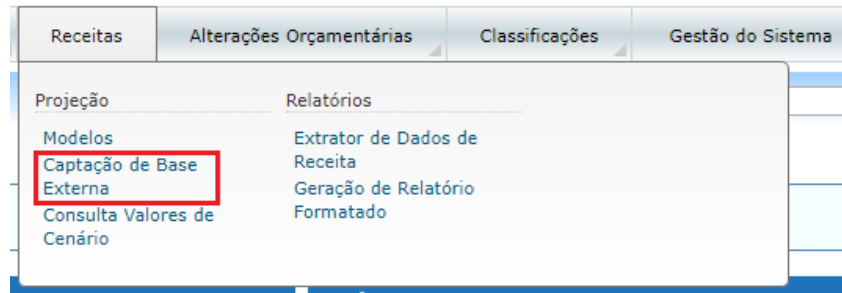 Receitas Alterações Orçamentárias Classificações Gestão do Sistema
Projeção
Modelos
Captação de Base
Externa
Consulta Valores de
Cenário
Relatórios
Extrator de Dados de
Receita
Geração de Relatório
Formatado